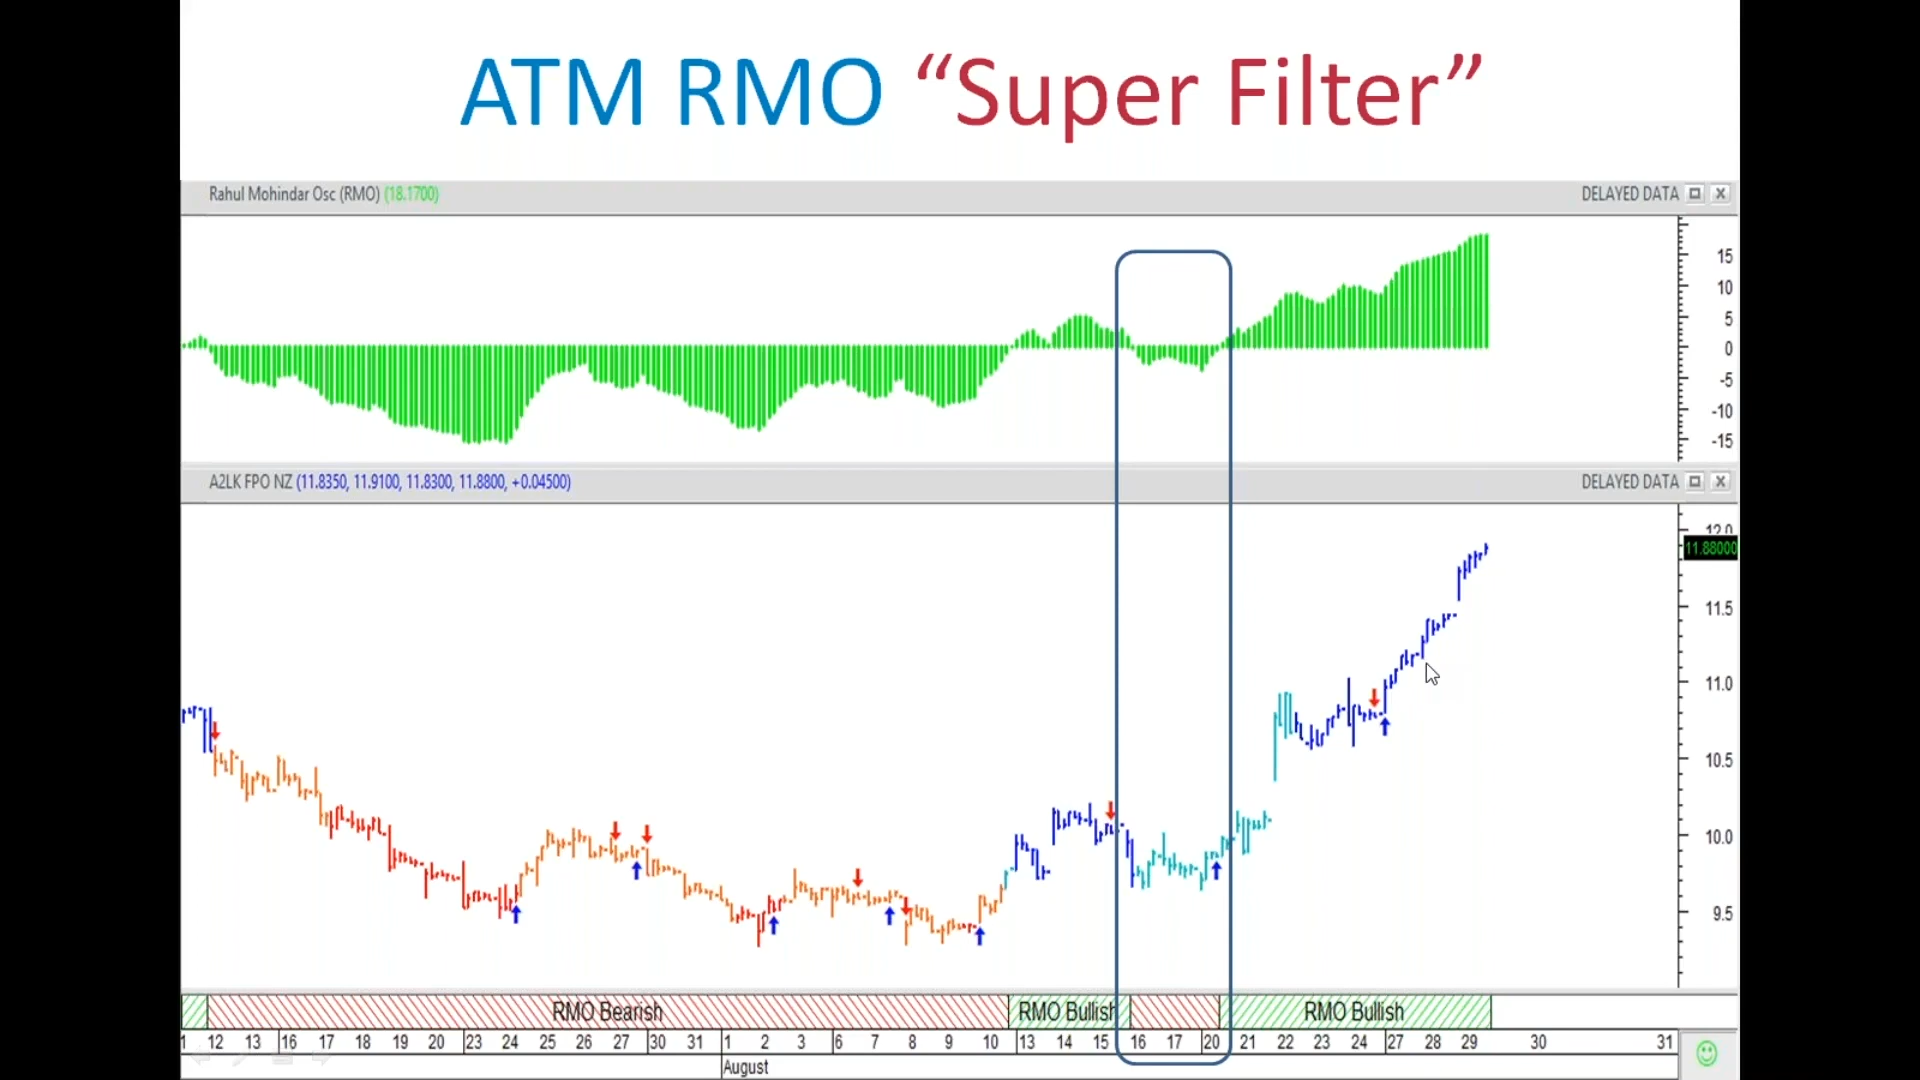 ATM RMO “Super Filter”
Rahul Mohindar Osc (RMO) (18.1700) DELAYED DATA
15
10
5
0
-5
-10
-15
A2LK FPO NZ (11.8350, 11.9100, 11.8300, 11.8800, +0.04500) DELAYED DATA
12.0
11.88000
11.5
11.0
10.5
10.0
9.5
RMO Bearish RMO Bullish RMO Bullish
1 12 13 16 17 18 19 20 23 24 25 26 27 30 31 1 2 3 6 7 8 9 10 13 14 15 16 17 20 21 22 23 24 27 28 29 30 31
August